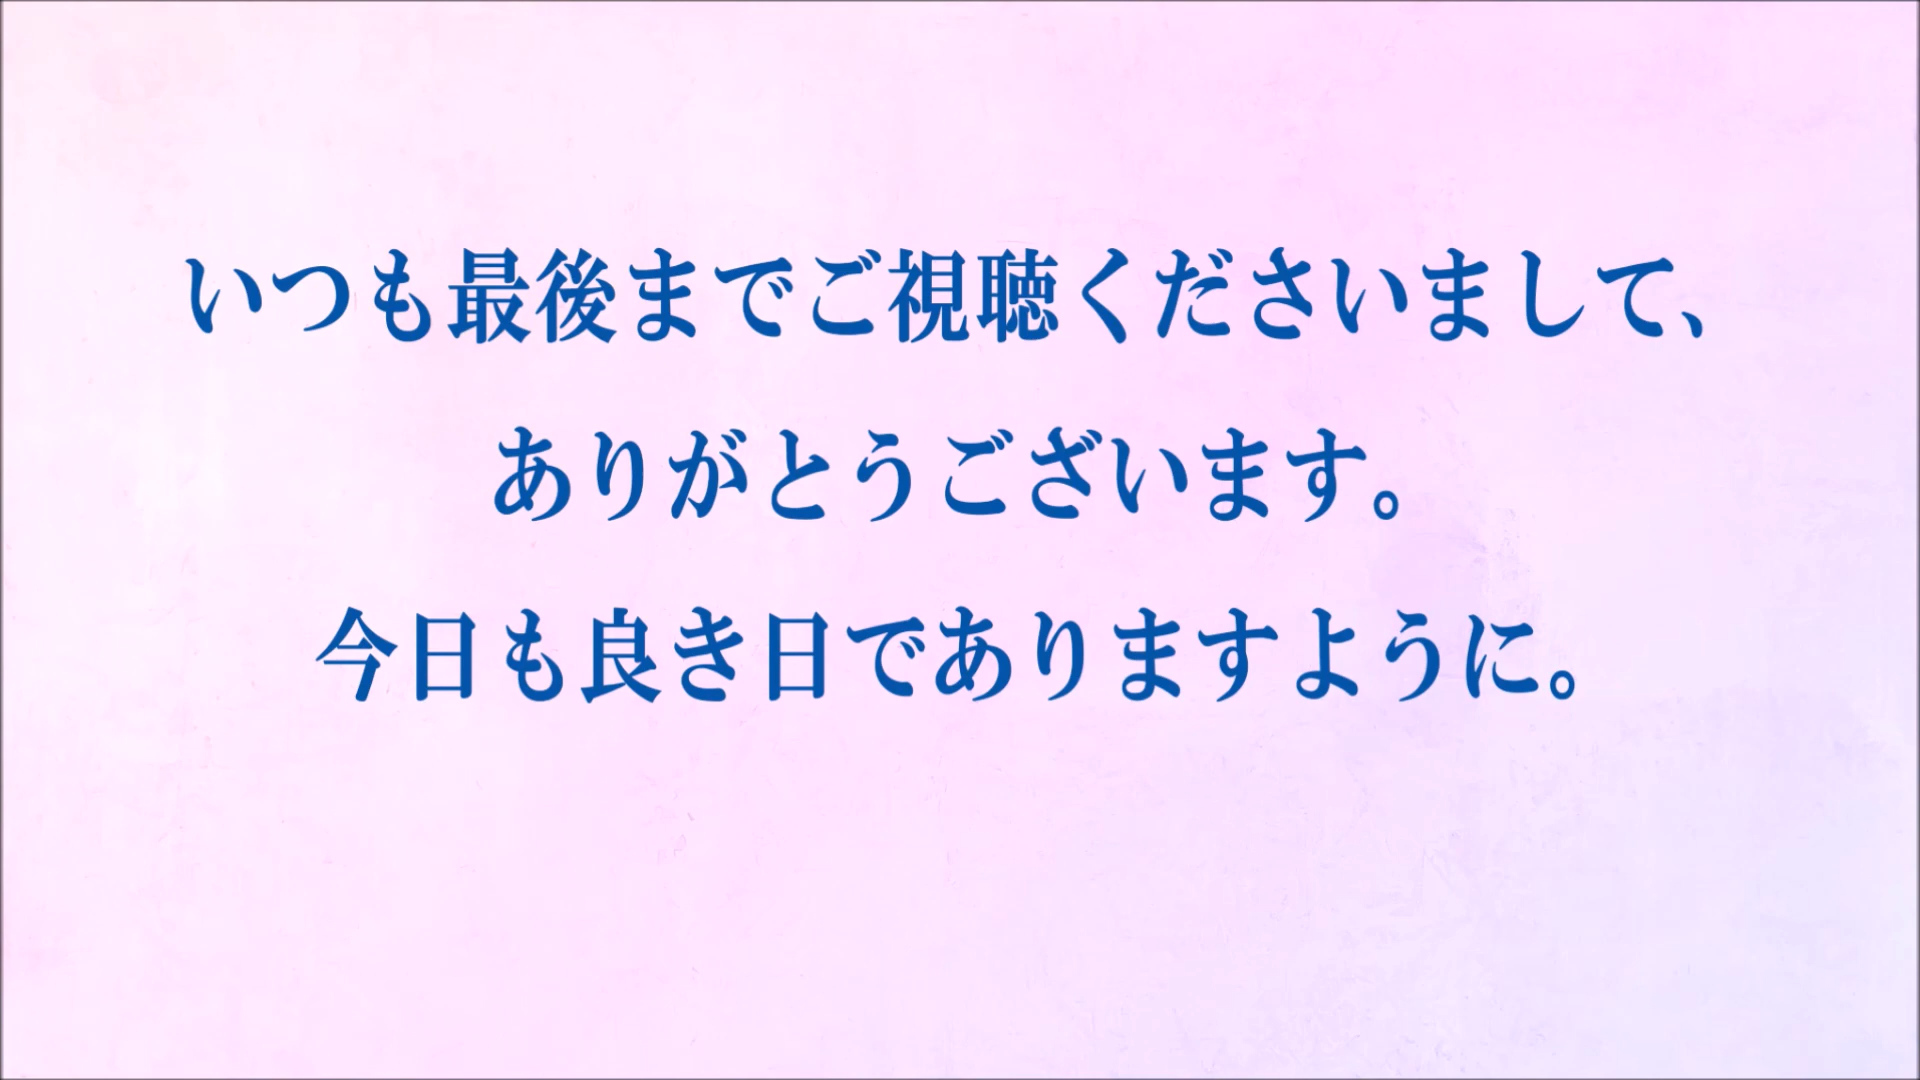 いつも最後までご視聴くださいまして、
ありがとうございます。
今日も良き日でありますように。